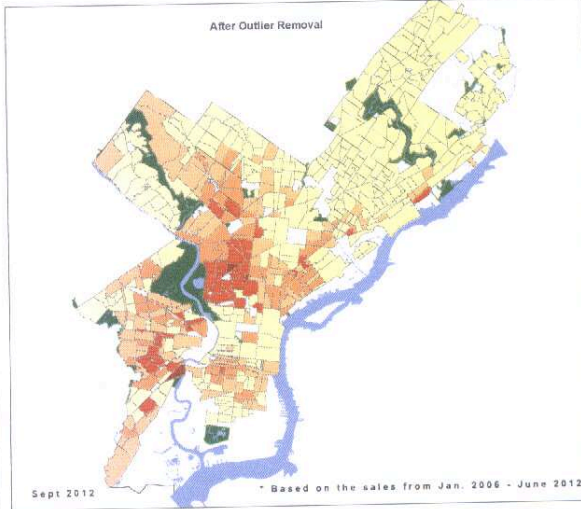 After Outlier Removal
Sept 2012
* Based on the sales from Jan. 2006 - June 2012